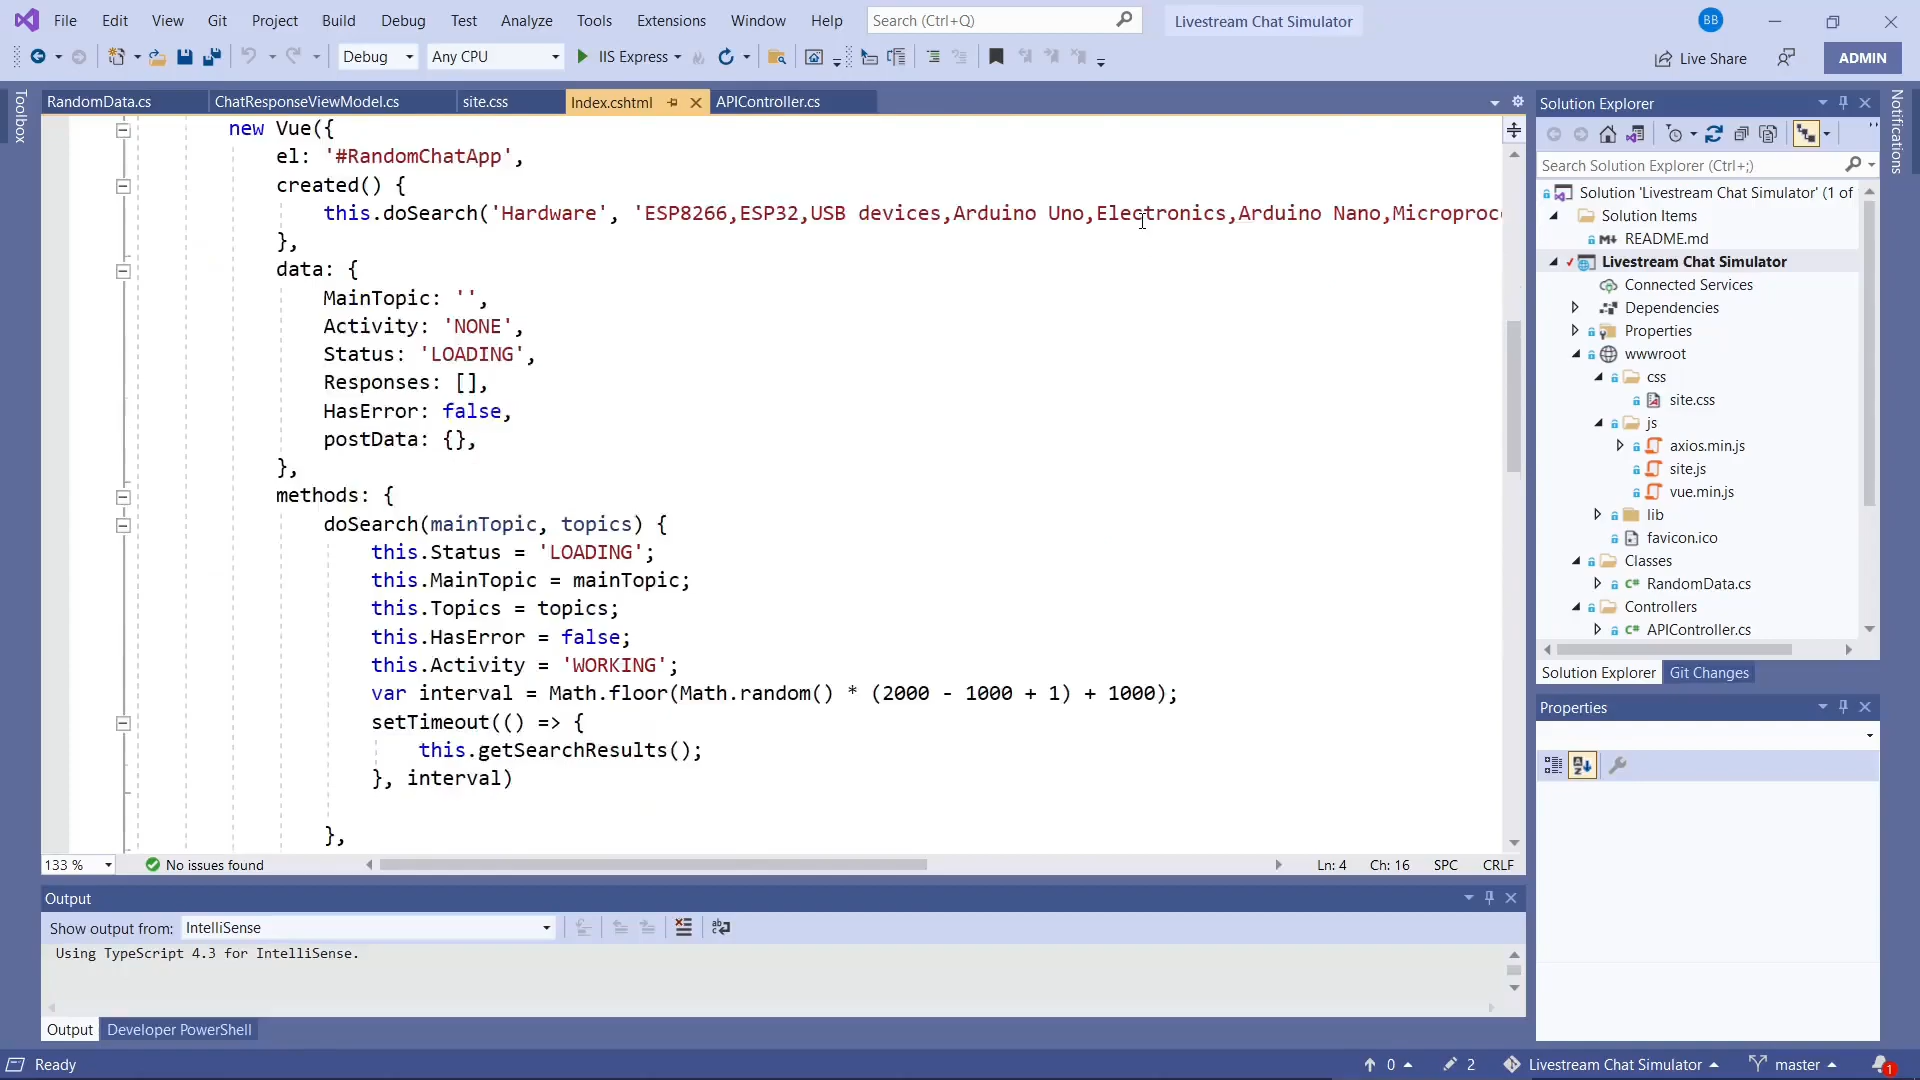 File Edit View Git Project Build Debug Test Analyze Tools Extensions Window Help Search (Ctrl+Q) Livestream Chat Simulator BB
Debug Any CPU IIS Express Live Share ADMIN
Toolbox
RandomData.cs ChatResponseViewModel.cs site.css Index.cshtml APIController.cs
new Vue({
el: '#RandomChatApp',
created() {
this.doSearch('Hardware', 'ESP8266,ESP32,USB devices,Arduino Uno,Electronics,Arduino Nano,Microproc
},
data: {
MainTopic: '',
Activity: 'NONE',
Status: 'LOADING',
Responses: [],
HasError: false,
postData: {},
},
methods: {
doSearch(mainTopic, topics) {
this.Status = 'LOADING';
this.MainTopic = mainTopic;
this.Topics = topics;
this.HasError = false;
this.Activity = 'WORKING';
var interval = Math.floor(Math.random() * (2000 - 1000 + 1) + 1000);
setTimeout(() => {
this.getSearchResults();
}, interval)
},
133 % No issues found Ln: 4 Ch: 16 SPC CRLF
Output
Show output from: IntelliSense
Using TypeScript 4.3 for IntelliSense.
Output Developer PowerShell
Solution Explorer
Search Solution Explorer (Ctrl+;)
Solution 'Livestream Chat Simulator' (1 of
Solution Items
README.md
Livestream Chat Simulator
Connected Services
Dependencies
Properties
wwwroot
css
site.css
js
axios.min.js
site.js
vue.min.js
lib
favicon.ico
Classes
C# RandomData.cs
Controllers
C# APIController.cs
Solution Explorer Git Changes
Properties
Notifications
Ready 0 2 Livestream Chat Simulator master 1